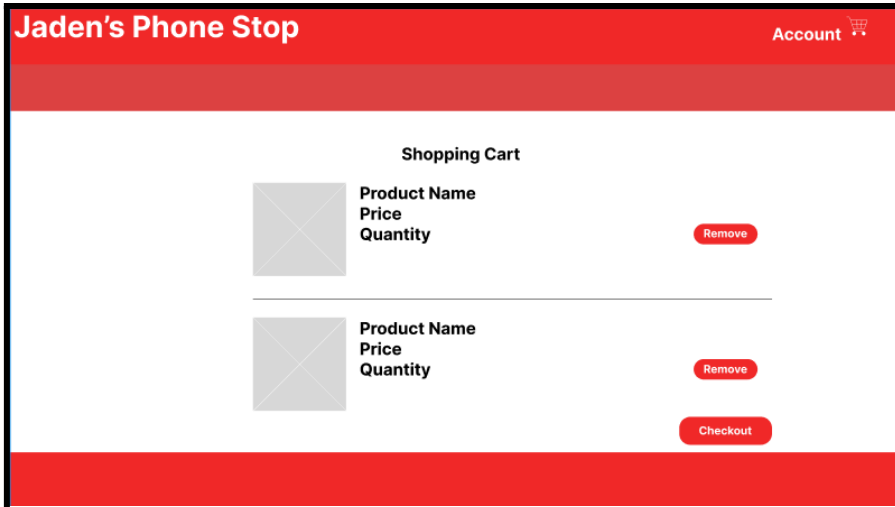 Jaden’s Phone Stop
Account
Shopping Cart
Product Name
Price
Quantity
Remove
Product Name
Price
Quantity
Remove
Checkout